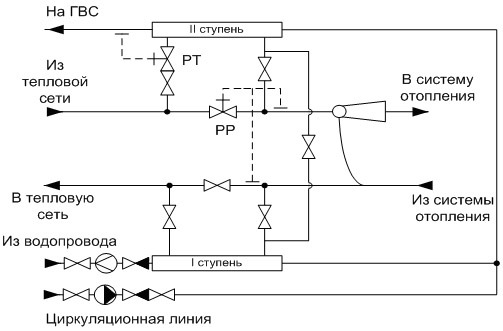 На ГВС
II ступень
Из
тепловой
сети
РТ
В систему
отопления
РР
В тепловую
сеть
Из системы
отопления
Из водопровода
I ступень
Циркуляционная линия